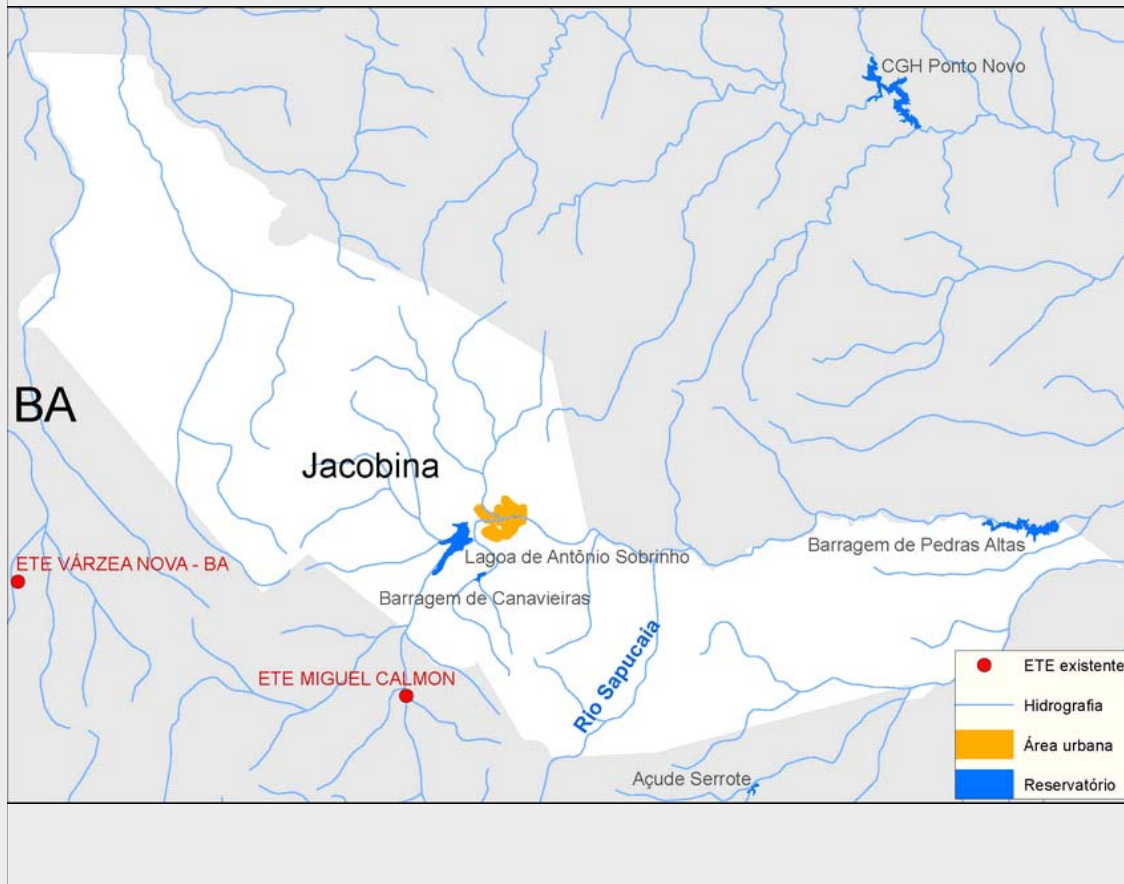 CGH Ponto Novo
BA
Jacobina
Lagoa de Antônio Sobrinho
Barragem de Pedras Altas
ETE VÁRZEA NOVA - BA
Barragem de Canavieiras
ETE MIGUEL CALMON
Rio Sapucaia
Açude Serrote
ETE existente
Hidrografia
Área urbana
Reservatório